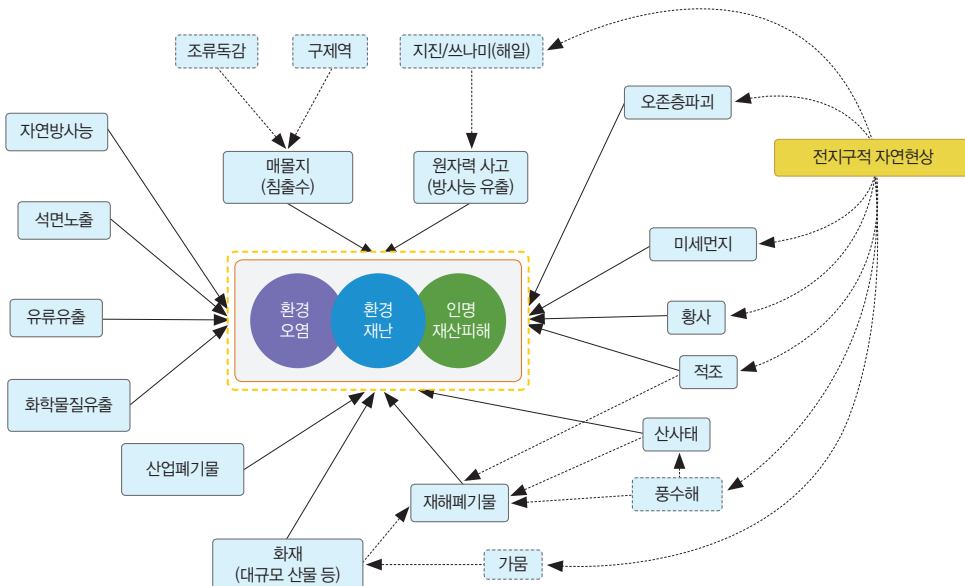 조류독감
구제역
지진/쓰나미(해일)
오존층파괴
자연방사능
전지구적 자연현상
매몰지
(침출수)
원자력 사고
(방사능 유출)
석면노출
미세먼지
환경
오염
환경
재난
인명
재산피해
유류유출
황사
적조
화학물질유출
산사태
산업폐기물
재해폐기물
풍수해
화재
(대규모 산물 등)
가뭄